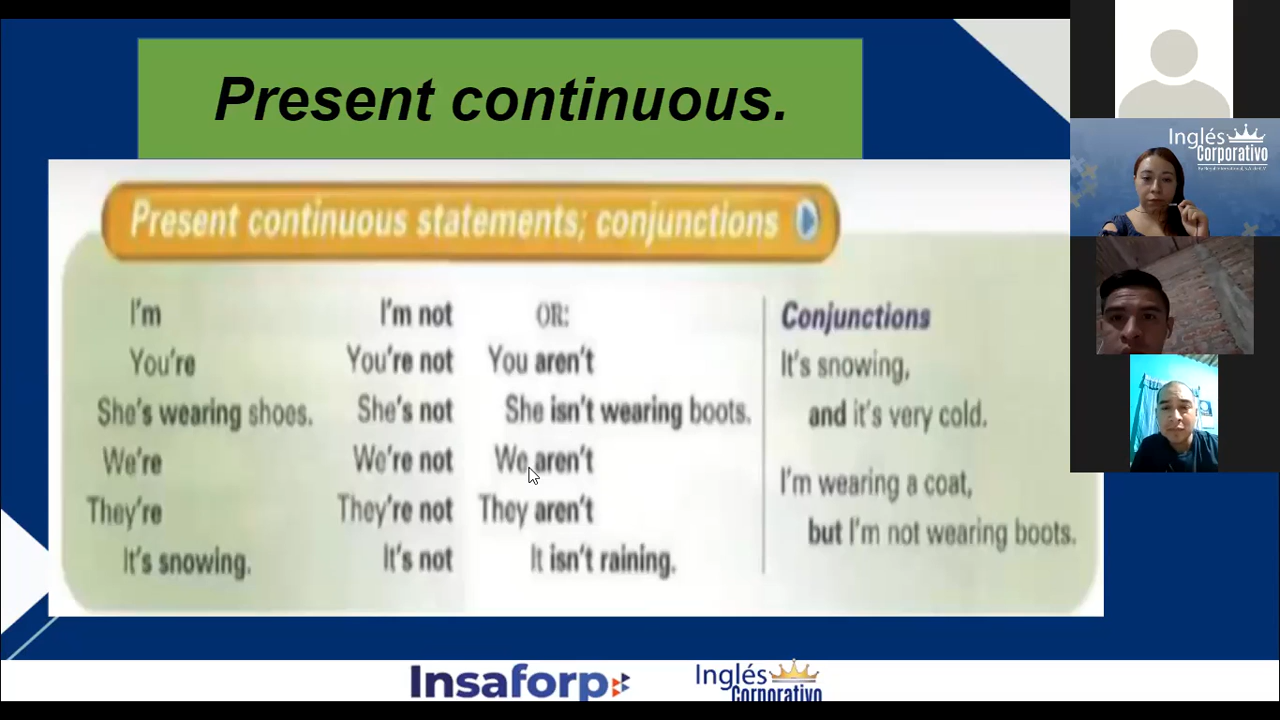 Present continuous.
Present continuous statements; conjunctions
I'm I'm not OR:
You're You're not You aren't
She's wearing shoes. She's not She isn't wearing boots.
We're We're not We aren't
They're They're not They aren't
It's snowing. It's not It isn't raining.
Conjunctions
It's snowing,
and it's very cold.
I'm wearing a coat,
but I'm not wearing boots.
Inglés
Corporativo
Insaforp
Inglés
Corporativo